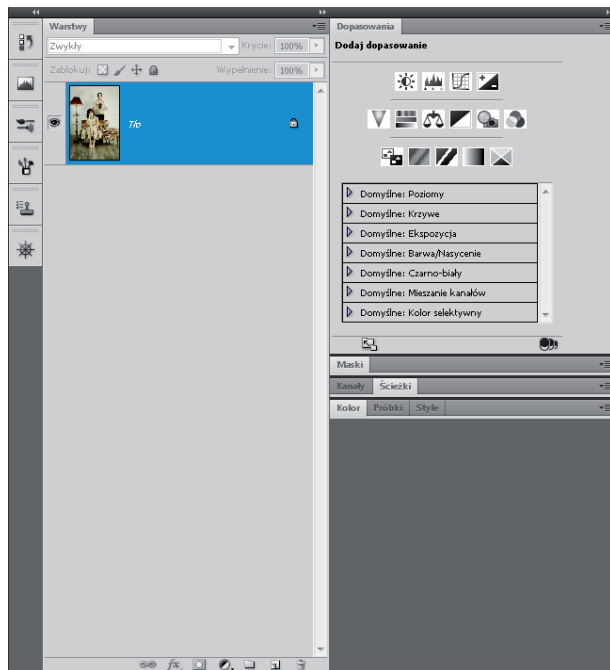 Warstwy
Zwykły
Krycie: 100%
Zablokuj:
Wypełnienie: 100%
Tło
fx.
Dopasowania
Dodaj dopasowanie
Domyślne: Poziomy
Domyślne: Krzywe
Domyślne: Ekspozycja
Domyślne: Barwa/Nasycenie
Domyślne: Czarno-biały
Domyślne: Mieszanie kanałów
Domyślne: Kolor selektywny
Maski
Kanały Ścieżki
Kolor Próbki Style